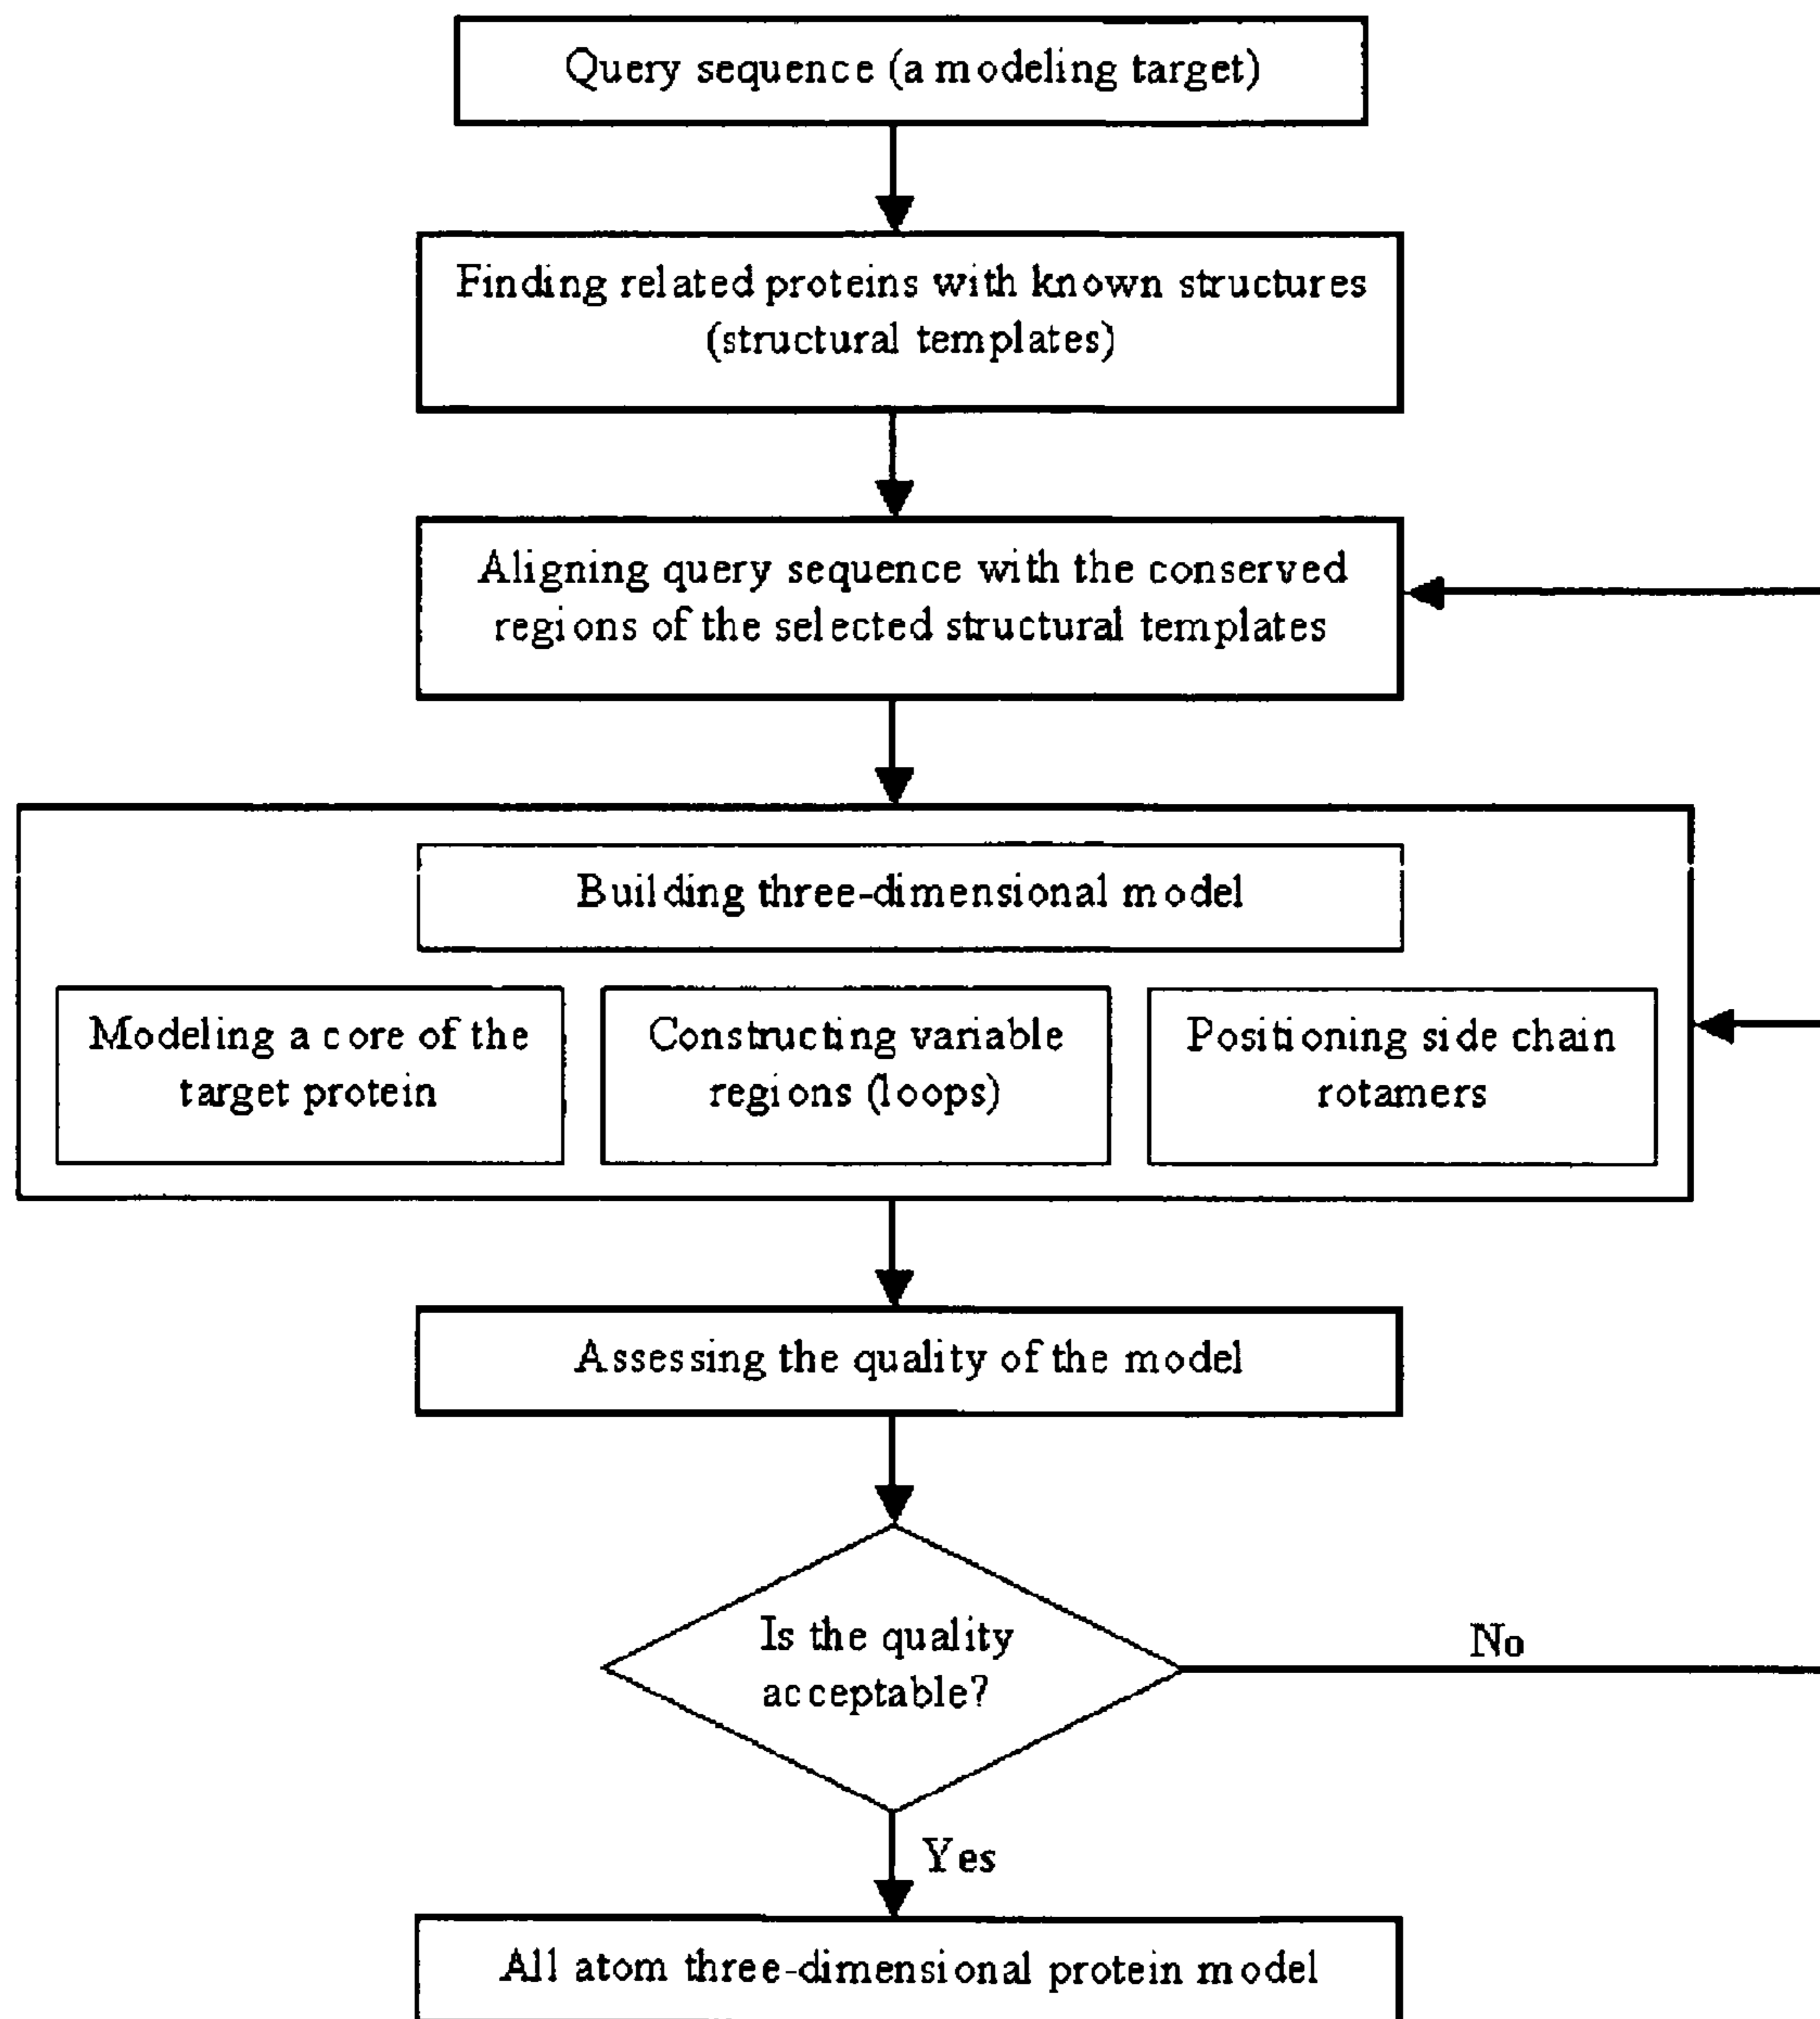 Query sequence (a modeling target)
Finding related proteins with known structures
(structural templates)
Aligning query sequence with the conserved
regions of the selected structural templates
Building three-dimensional model
Modeling a core of the
target protein
Constructing variable
regions (loops)
Positioning side chain
rotamers
Assessing the quality of the model
Is the quality
acceptable?
No
Yes
All atom three-dimensional protein model